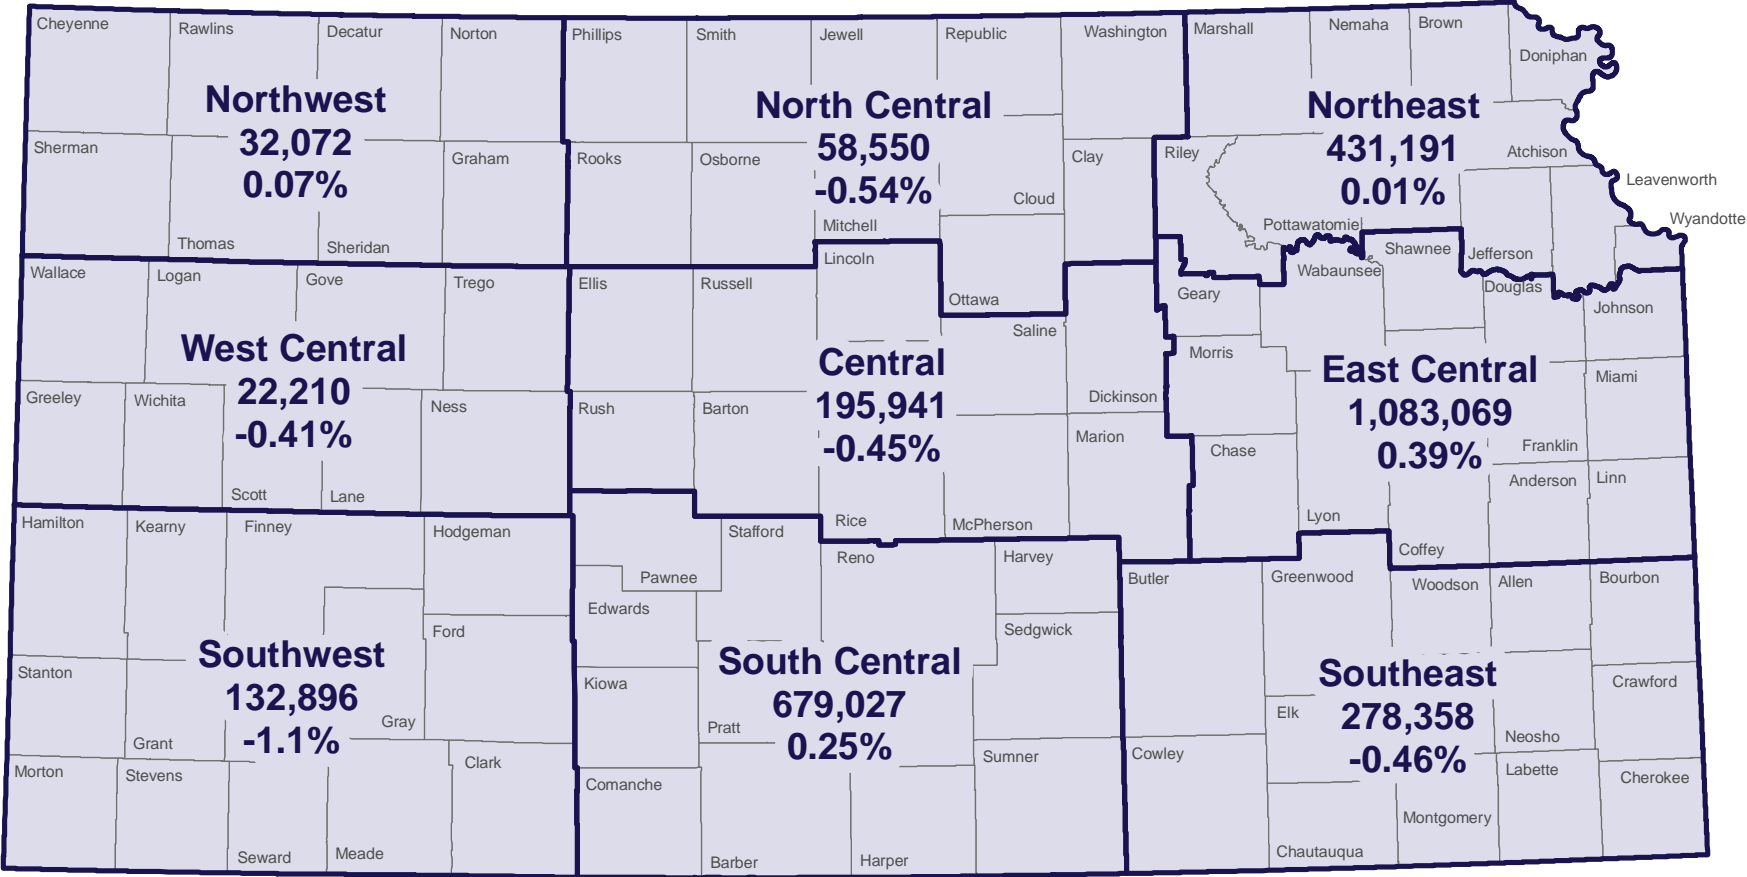 Cheyenne
Rawlins
Decatur
Norton
Phillips
Smith
Jewell
Republic
Washington
Marshall
Nemaha
Brown
Doniphan
Northwest
32,072
0.07%
North Central
58,550
-0.54%
Northeast
431,191
0.01%
Sherman
Graham
Rooks
Osborne
Clay
Riley
Atchison
Leavenworth
Wyandotte
Cloud
Mitchell
Pottawatomie
Thomas
Sheridan
Shawnee
Jefferson
Wabaunsee
Wallace
Logan
Gove
Trego
Ellis
Russell
Lincoln
Ottawa
Geary
Douglas
Johnson
Saline
West Central
22,210
-0.41%
Central
195,941
-0.45%
East Central
1,083,069
0.39%
Morris
Miami
Greeley
Wichita
Ness
Rush
Barton
Dickinson
Marion
Chase
Franklin
Anderson
Linn
Scott
Lane
Rice
McPherson
Lyon
Coffey
Hamilton
Kearny
Finney
Hodgeman
Stafford
Reno
Harvey
Pawnee
Butler
Greenwood
Woodson
Allen
Bourbon
Edwards
Ford
Sedgwick
Southwest
132,896
-1.1%
South Central
679,027
0.25%
Southeast
278,358
-0.46%
Stanton
Kiowa
Crawford
Gray
Grant
Pratt
Elk
Neosho
Morton
Stevens
Clark
Comanche
Sumner
Cowley
Labette
Cherokee
Montgomery
Seward
Meade
Barber
Harper
Chautauqua